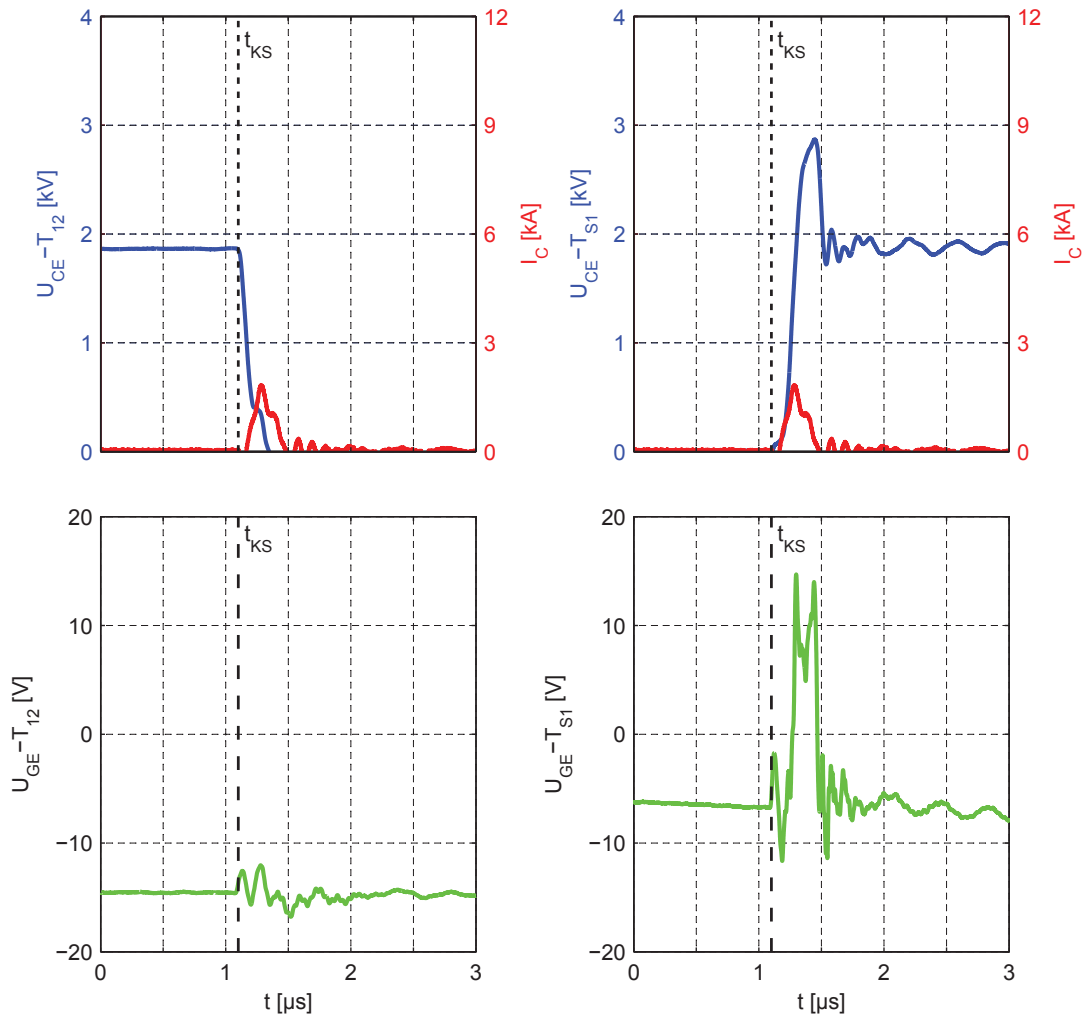 4
3
2
1
0
U_CE−T_12 [kV]
t_KS
12
9
6
3
0
I_C [kA]
4
3
2
1
0
U_CE−T_S1 [kV]
t_KS
12
9
6
3
0
I_C [kA]
20
10
0
−10
−20
U_GE−T_12 [V]
t_KS
0 1 2 3
t [µs]
20
10
0
−10
−20
U_GE−T_S1 [V]
t_KS
0 1 2 3
t [µs]